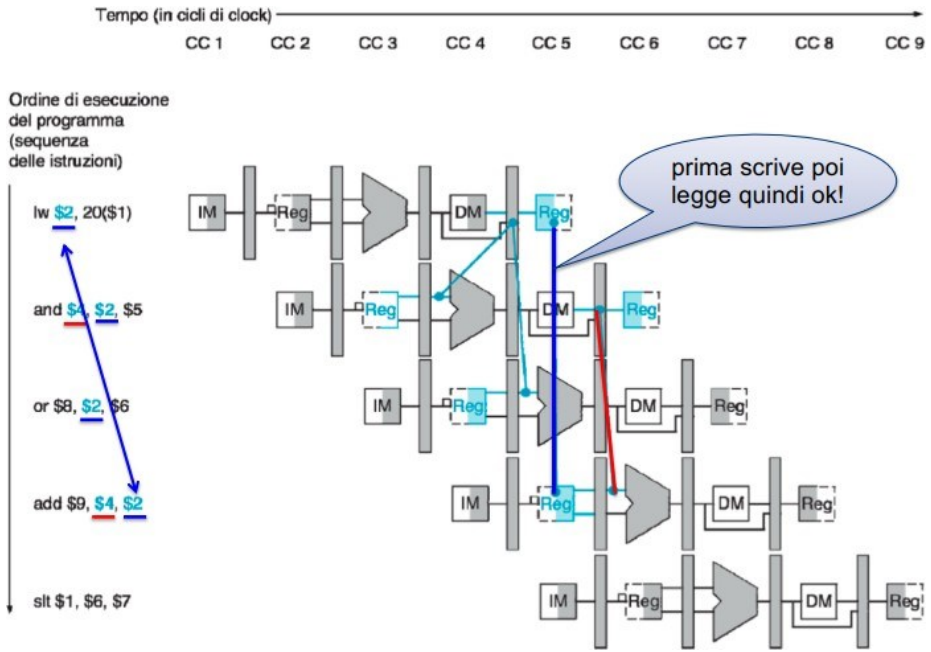 Tempo (in cicli di clock)
CC 1 CC 2 CC 3 CC 4 CC 5 CC 6 CC 7 CC 8 CC 9
Ordine di esecuzione
del programma
(sequenza
delle istruzioni)
prima scrive poi
legge quindi ok!
lw $2, 20($1)
IM Reg DM Reg
and $4, $2, $5
IM Reg DM Reg
or $8, $2, $6
IM Reg DM Reg
add $9, $4, $2
IM Reg DM Reg
slt $1, $6, $7
IM Reg DM Reg